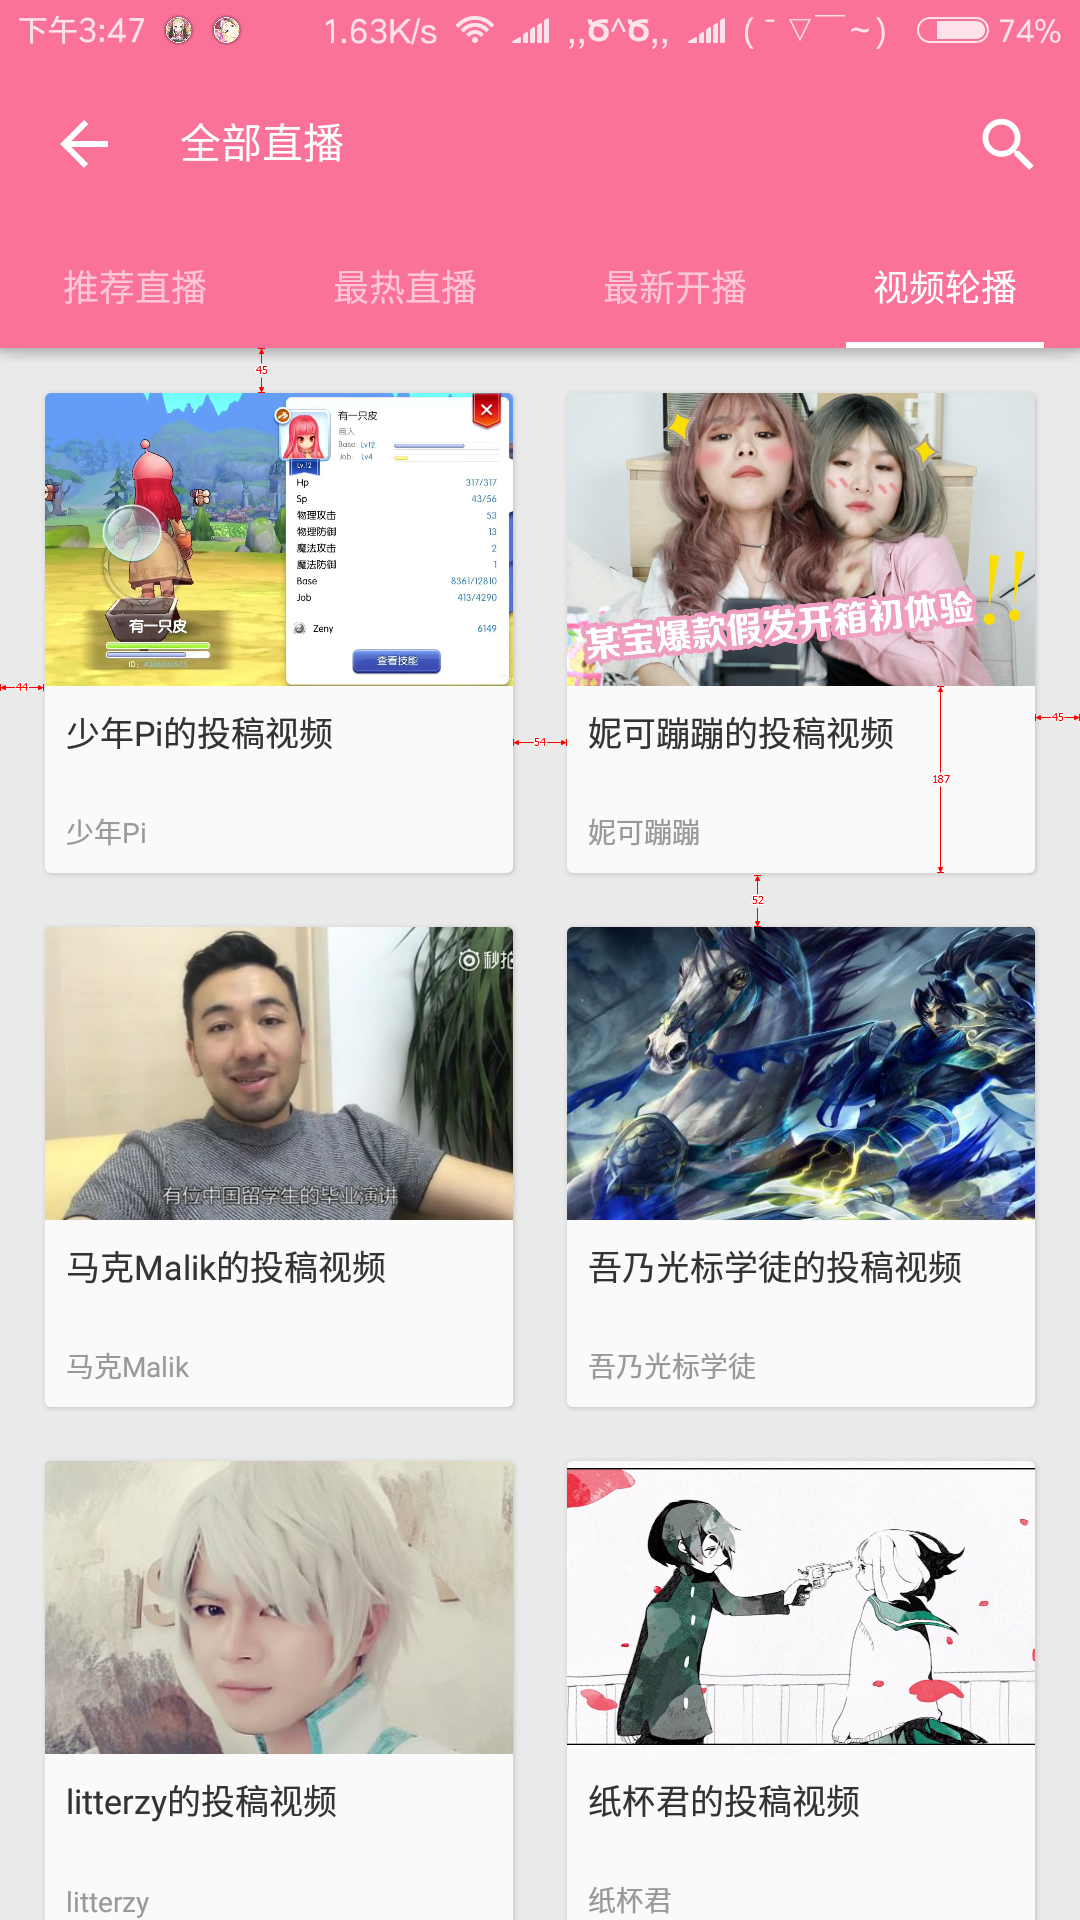 下午3:47
1.63K/s
74%
全部直播
推荐直播 最热直播 最新开播 视频轮播
45
有一只皮
商人
Base: Lv12
Job: Lv4
Lv.12
Hp 317/317
Sp 43/56
物理攻击 53
物理防御 13
魔法攻击 2
魔法防御 1
Base 8361/12810
Job 413/4290
Zeny 6149
查看技能
有一只皮
某宝爆款假发开箱初体验!!
44
少年Pi的投稿视频
少年Pi
54
妮可蹦蹦的投稿视频
妮可蹦蹦
45
187
52
秒拍
有位中国留学生的毕业演讲
马克Malik的投稿视频
马克Malik
吾乃光标学徒的投稿视频
吾乃光标学徒
litterzy的投稿视频
litterzy
纸杯君的投稿视频
纸杯君